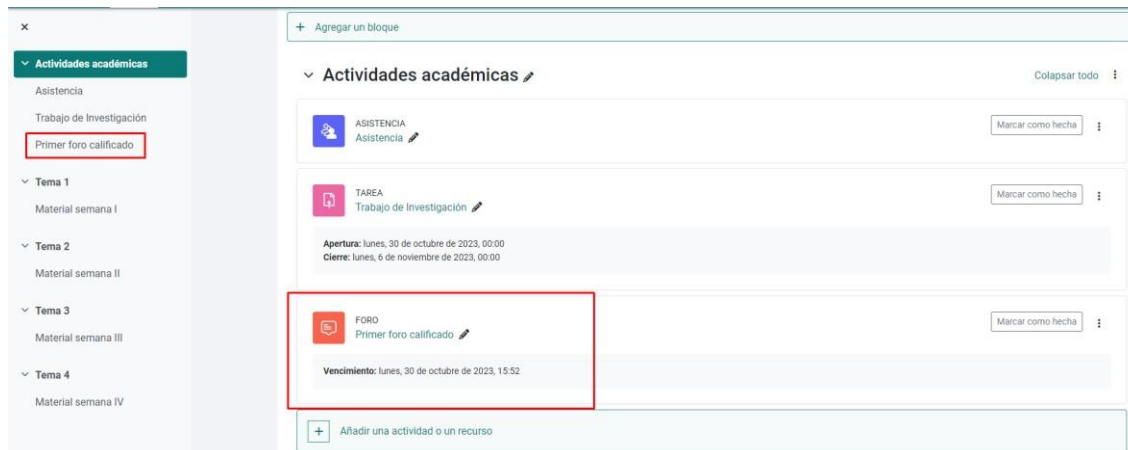 Actividades académicas
Asistencia
Trabajo de Investigación
Primer foro calificado
Tema 1
Material semana I
Tema 2
Material semana II
Tema 3
Material semana III
Tema 4
Material semana IV
+ Agregar un bloque
Actividades académicas
Colapsar todo
ASISTENCIA
Asistencia
Marcar como hecha
TAREA
Trabajo de Investigación
Marcar como hecha
Apertura: lunes, 30 de octubre de 2023, 00:00
Cierre: lunes, 6 de noviembre de 2023, 00:00
FORO
Primer foro calificado
Marcar como hecha
Vencimiento: lunes, 30 de octubre de 2023, 15:52
+ Añadir una actividad o un recurso